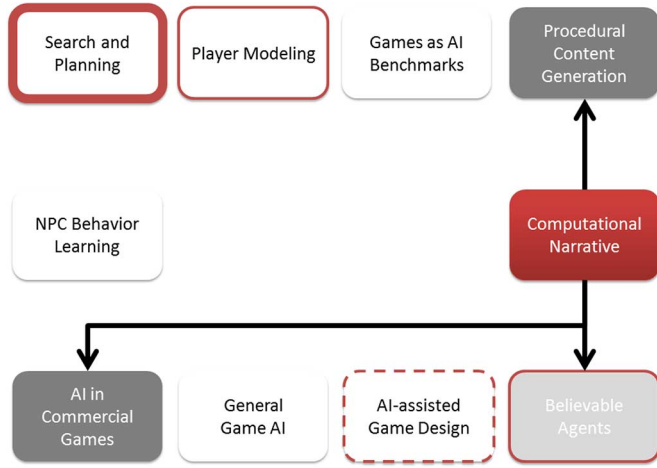 Search and
Planning
Player Modeling
Games as AI
Benchmarks
Procedural
Content
Generation
NPC Behavior
Learning
Computational
Narrative
AI in
Commercial
Games
General
Game AI
AI-assisted
Game Design
Believable
Agents